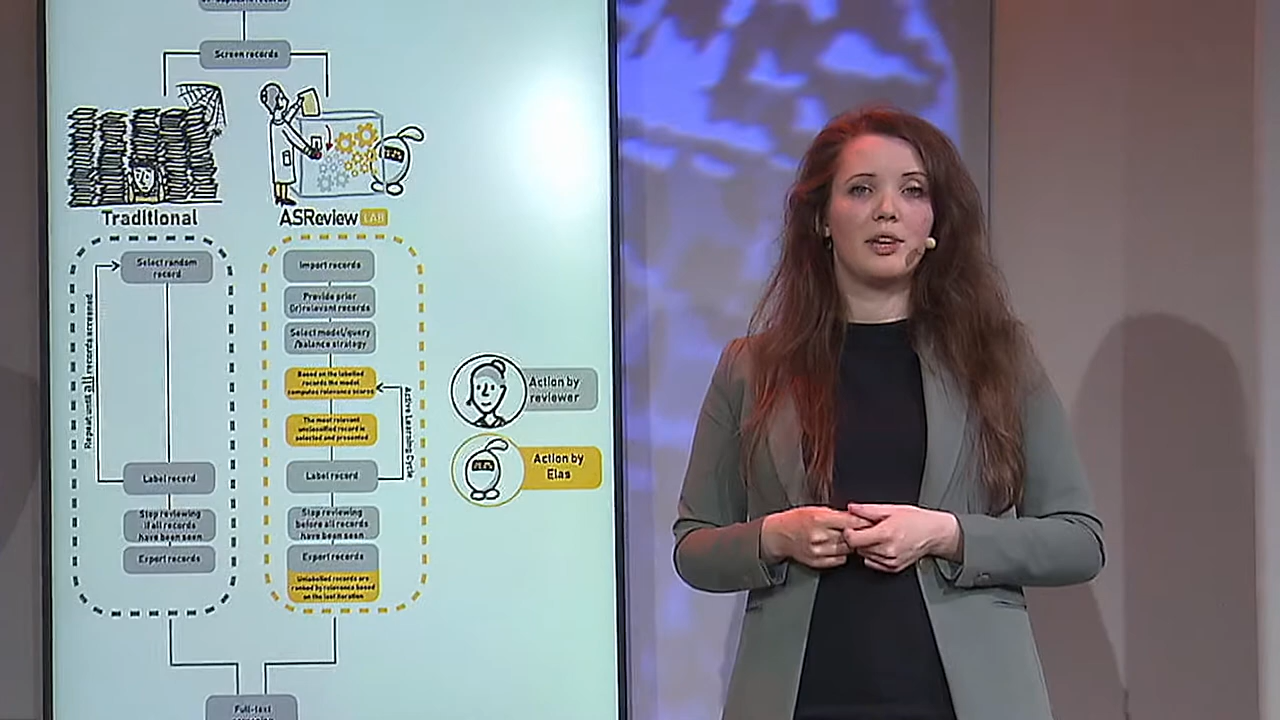 Screen records
Traditional
ASReview LAB
Select random
record
Repeat until all records screened
Label record
Stop reviewing
if all records
have been seen
Export records
Import records
Provide prior
(ir)relevant records
Select model/query
/balance strategy
Based on the labelled
records the model
computes relevance scores
The most relevant
unclassified record is
selected and presented
Label record
Active Learning Cycle
Stop reviewing
before all records
have been seen
Export records
Unlabelled records are
ranked by relevance based
on the last iteration
Action by
reviewer
Action by
Elas
Full-text